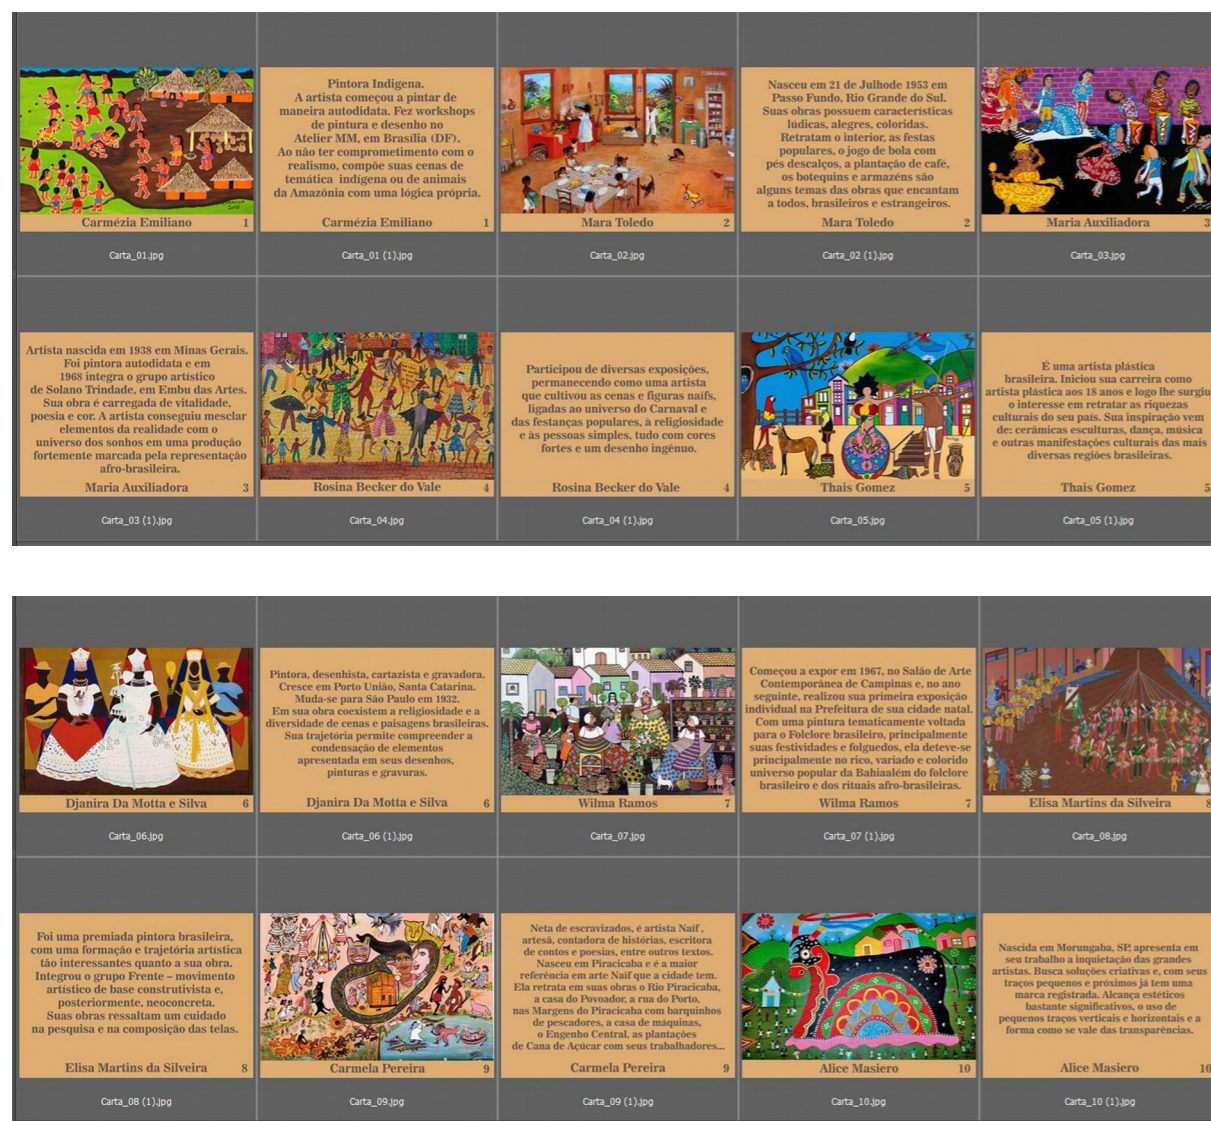 Carmézia Emiliano 1
Carta_01.jpg
Pintora Indigena.
A artista começou a pintar de
maneira autodidata. Fez workshops
de pintura e desenho no
Atelier MM, em Brasília (DF).
Ao não ter comprometimento com o
realismo, compõe suas cenas de
temática indígena ou de animais
da Amazônia com uma lógica própria.
Carmézia Emiliano 1
Carta_01 (1).jpg
Mara Toledo 2
Carta_02.jpg
Nasceu em 21 de Julhode 1953 em
Passo Fundo, Rio Grande do Sul.
Suas obras possuem características
lúdicas, alegres, coloridas.
Retratam o interior, as festas
populares, o jogo de bola com
pés descalços, a plantação de café,
os botequins e armazéns são
alguns temas das obras que encantam
a todos, brasileiros e estrangeiros.
Mara Toledo 2
Carta_02 (1).jpg
Maria Auxiliadora 3
Carta_03.jpg
Artista nascida em 1938 em Minas Gerais.
Foi pintora autodidata e em
1968 integra o grupo artístico
de Solano Trindade, em Embu das Artes.
Sua obra é carregada de vitalidade,
poesia e cor. A artista conseguiu mesclar
elementos da realidade com o
universo dos sonhos em uma produção
fortemente marcada pela representação
afro-brasileira.
Maria Auxiliadora 3
Carta_03 (1).jpg
Rosina Becker do Vale 4
Carta_04.jpg
Participou de diversas exposições,
permanecendo como uma artista
que cultivou as cenas e figuras naïfs,
ligadas ao universo do Carnaval e
das festanças populares, à religiosidade
e às pessoas simples, tudo com cores
fortes e um desenho ingênuo.
Rosina Becker do Vale 4
Carta_04 (1).jpg
Thais Gomez 5
Carta_05.jpg
É uma artista plástica
brasileira. Iniciou sua carreira como
artista plástica aos 18 anos e logo lhe surgiu
o interesse em retratar as riquezas
culturais do seu país. Sua inspiração vem
de: cerâmicas esculturas, dança, música
e outras manifestações culturais das mais
diversas regiões brasileiras.
Thais Gomez 5
Carta_05 (1).jpg
Djanira Da Motta e Silva 6
Carta_06.jpg
Pintora, desenhista, cartazista e gravadora.
Cresce em Porto União, Santa Catarina.
Muda-se para São Paulo em 1932.
Em sua obra coexistem a religiosidade e a
diversidade de cenas e paisagens brasileiras.
Sua trajetória permite compreender a
condensação de elementos
apresentada em seus desenhos,
pinturas e gravuras.
Djanira Da Motta e Silva 6
Carta_06 (1).jpg
Wilma Ramos 7
Carta_07.jpg
Começou a expor em 1967, no Salão de Arte
Contemporânea de Campinas e, no ano
seguinte, realizou sua primeira exposição
individual na Prefeitura de sua cidade natal.
Com uma pintura tematicamente voltada
para o Folclore brasileiro, principalmente
suas festividades e folguedos, ela deteve-se
principalmente no rico, variado e colorido
universo popular da Bahiaalém do folclore
brasileiro e dos rituais afro-brasileiras.
Wilma Ramos 7
Carta_07 (1).jpg
Elisa Martins da Silveira 8
Carta_08.jpg
Foi uma premiada pintora brasileira,
com uma formação e trajetória artística
tão interessantes quanto a sua obra.
Integrou o grupo Frente – movimento
artístico de base construtivista e,
posteriormente, neoconcreta.
Suas obras ressaltam um cuidado
na pesquisa e na composição das telas.
Elisa Martins da Silveira 8
Carta_08 (1).jpg
Carmela Pereira 9
Carta_09.jpg
Neta de escravizados, é artista Naif ,
artesã, contadora de histórias, escritora
de contos e poesias, entre outros textos.
Nasceu em Piracicaba e é a maior
referência em arte Naif que a cidade tem.
Ela retrata em suas obras o Rio Piracicaba,
a casa do Povoador, a rua do Porto,
nas Margens do Piracicaba com barquinhos
de pescadores, a casa de máquinas,
o Engenho Central, as plantações
de Cana de Açúcar com seus trabalhadores...
Carmela Pereira 9
Carta_09 (1).jpg
Alice Masiero 10
Carta_10.jpg
Nascida em Morungaba, SP, apresenta em
seu trabalho a inquietação das grandes
artistas. Busca soluções criativas e, com seus
traços pequenos e próximos já tem uma
marca registrada. Alcança estéticos
bastante significativos, o uso de
pequenos traços verticais e horizontais e a
forma como se vale das transparências.
Alice Masiero 10
Carta_10 (1).jpg